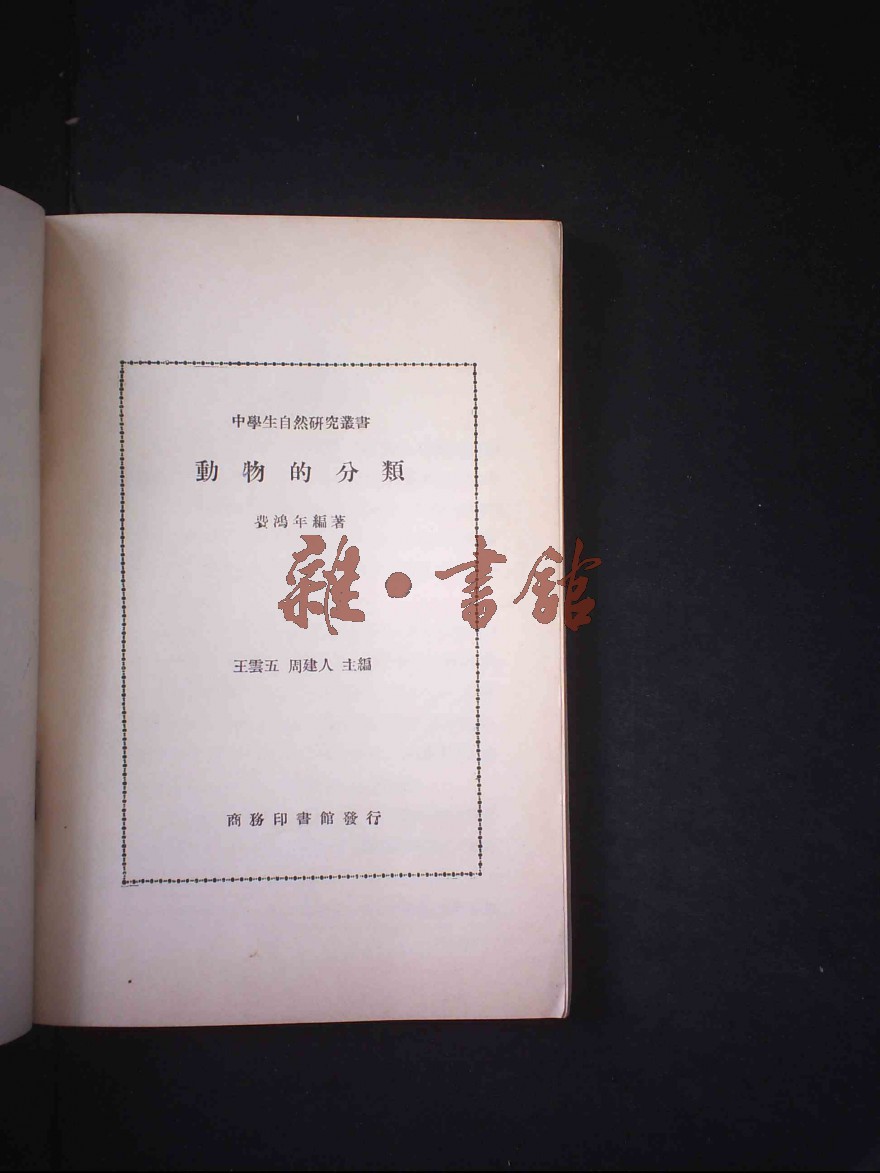 中學生自然研究叢書
動物的分類
費鴻年編著
雜·書館
王雲五 周建人 主編
商務印書館發行